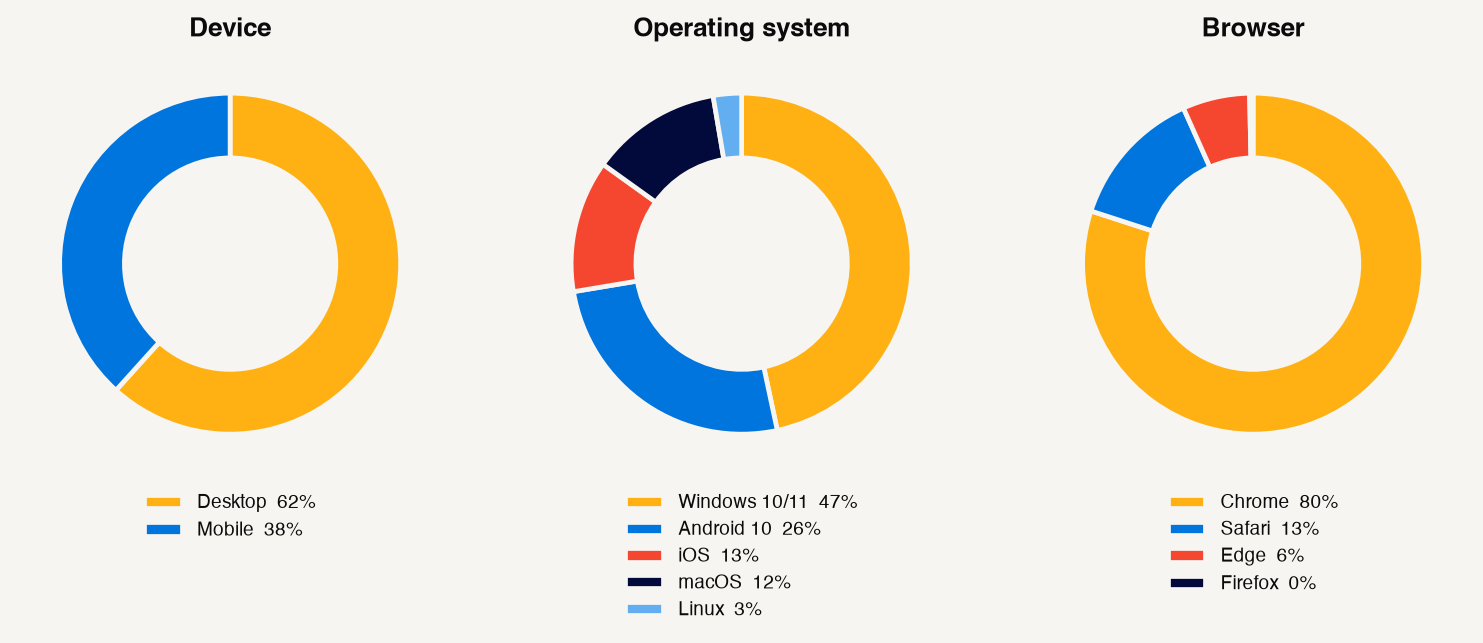 Device
Desktop 62%
Mobile 38%
Operating system
Windows 10/11 47%
Android 10 26%
iOS 13%
macOS 12%
Linux 3%
Browser
Chrome 80%
Safari 13%
Edge 6%
Firefox 0%